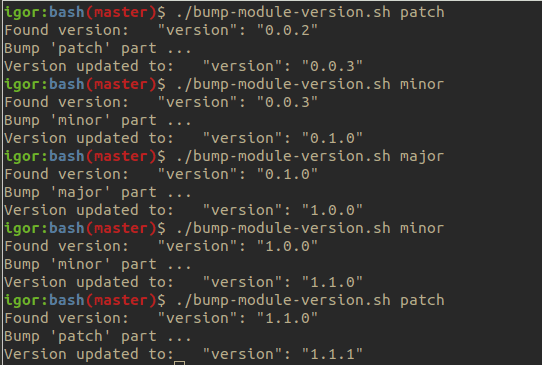 igor:bash(master)$ ./bump-module-version.sh patch
Found version:   "version": "0.0.2"
Bump 'patch' part ...
Version updated to:   "version": "0.0.3"
igor:bash(master)$ ./bump-module-version.sh minor
Found version:   "version": "0.0.3"
Bump 'minor' part ...
Version updated to:   "version": "0.1.0"
igor:bash(master)$ ./bump-module-version.sh major
Found version:   "version": "0.1.0"
Bump 'major' part ...
Version updated to:   "version": "1.0.0"
igor:bash(master)$ ./bump-module-version.sh minor
Found version:   "version": "1.0.0"
Bump 'minor' part ...
Version updated to:   "version": "1.1.0"
igor:bash(master)$ ./bump-module-version.sh patch
Found version:   "version": "1.1.0"
Bump 'patch' part ...
Version updated to:   "version": "1.1.1"